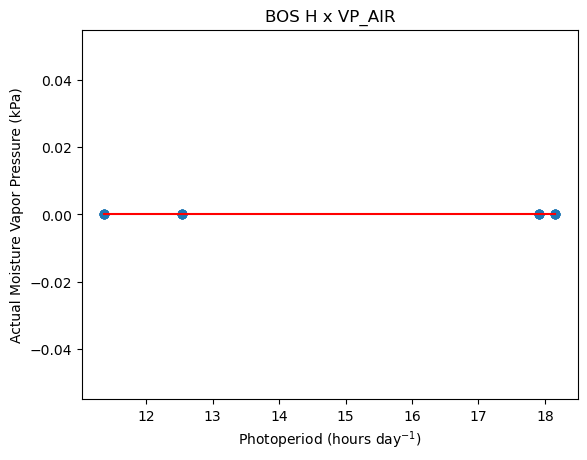 BOS H x VP_AIR
Actual Moisture Vapor Pressure (kPa)
0.04
0.02
0.00
−0.02
−0.04
12 13 14 15 16 17 18
Photoperiod (hours day⁻¹)